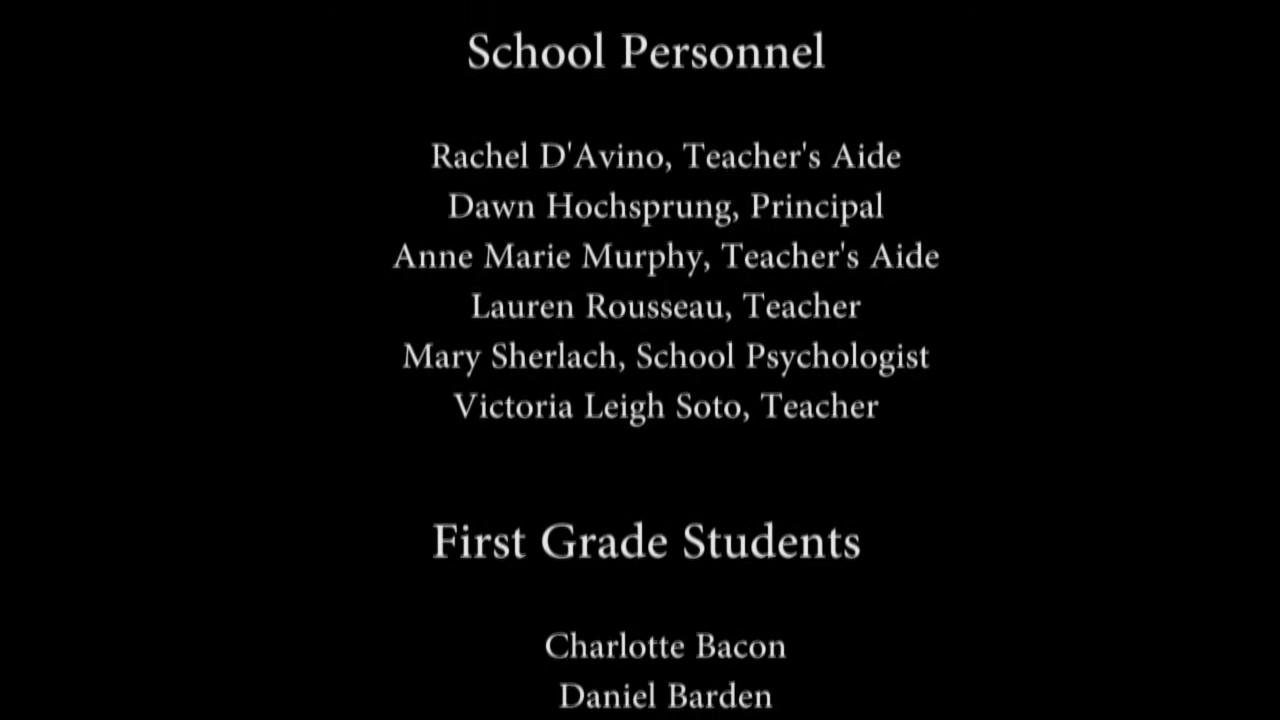 School Personnel
Rachel D'Avino, Teacher's Aide
Dawn Hochsprung, Principal
Anne Marie Murphy, Teacher's Aide
Lauren Rousseau, Teacher
Mary Sherlach, School Psychologist
Victoria Leigh Soto, Teacher
First Grade Students
Charlotte Bacon
Daniel Barden